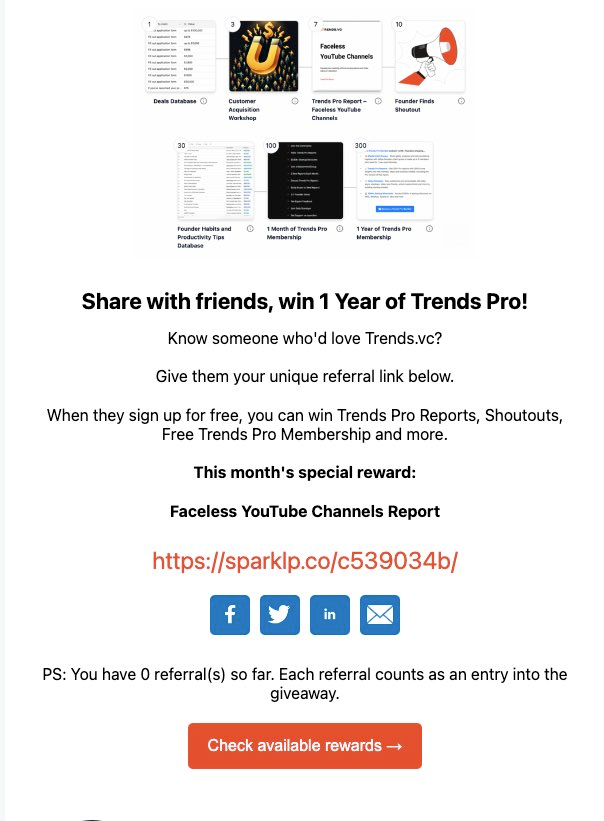 1
3
7
10
TRENDS.VC
Faceless
YouTube Channels
Deals Database
Customer
Acquisition
Workshop
Trends Pro Report –
Faceless YouTube
Channels
Founder Finds
Shoutout
30
100
300
Founder Habits and
Productivity Tips
Database
1 Month of Trends Pro
Membership
1 Year of Trends Pro
Membership
Share with friends, win 1 Year of Trends Pro!
Know someone who'd love Trends.vc?
Give them your unique referral link below.
When they sign up for free, you can win Trends Pro Reports, Shoutouts,
Free Trends Pro Membership and more.
This month's special reward:
Faceless YouTube Channels Report
https://sparklp.co/c539034b/
f
in
PS: You have 0 referral(s) so far. Each referral counts as an entry into the
giveaway.
Check available rewards →